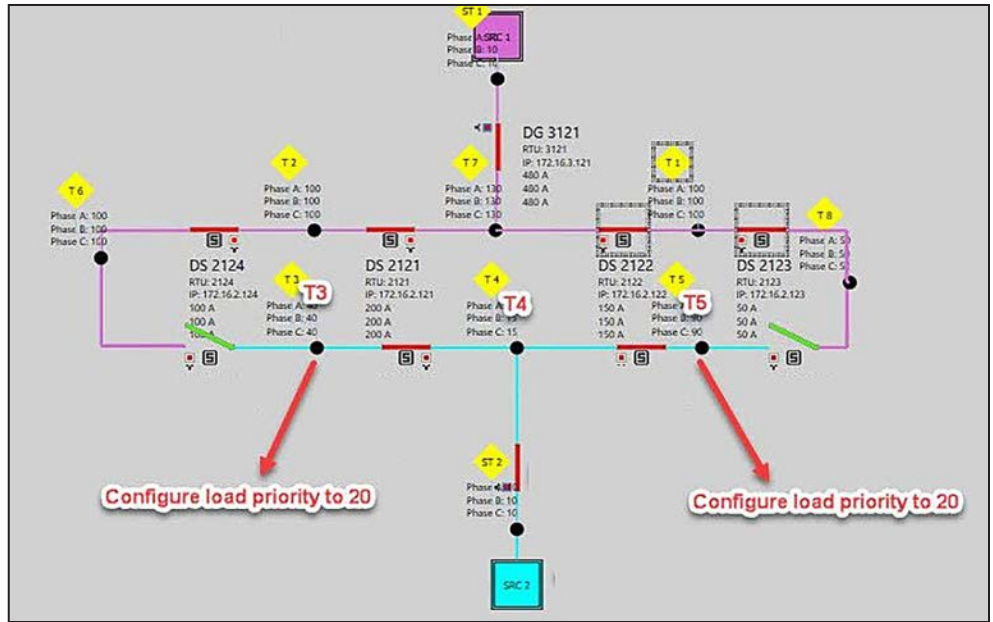 ST 1
SRC 1
Phase A: 10
Phase B: 10
Phase C: 10
DG 3121
RTU: 3121
IP: 172.16.3.121
480 A
480 A
480 A
T 6
Phase A: 100
Phase B: 100
Phase C: 100
T 2
Phase A: 100
Phase B: 100
Phase C: 100
T 7
Phase A: 130
Phase B: 130
Phase C: 130
T 1
Phase A: 100
Phase B: 100
Phase C: 100
T 8
Phase A: 50
Phase B: 50
Phase C: 50
S
S
S
S
DS 2124
RTU: 2124
IP: 172.16.2.124
100 A
100 A
100 A
T 3
T3
Phase B: 40
Phase C: 40
DS 2121
RTU: 2121
IP: 172.16.2.121
200 A
200 A
200 A
T 4
T4
Phase C: 15
DS 2122
RTU: 2122
IP: 172.16.2.122
150 A
150 A
150 A
T 5
T5
Phase B: 90
Phase C: 90
DS 2123
RTU: 2123
IP: 172.16.2.123
50 A
50 A
50 A
S
S
S
S
Configure load priority to 20
Configure load priority to 20
ST 2
Phase B: 10
Phase C: 10
SRC 2